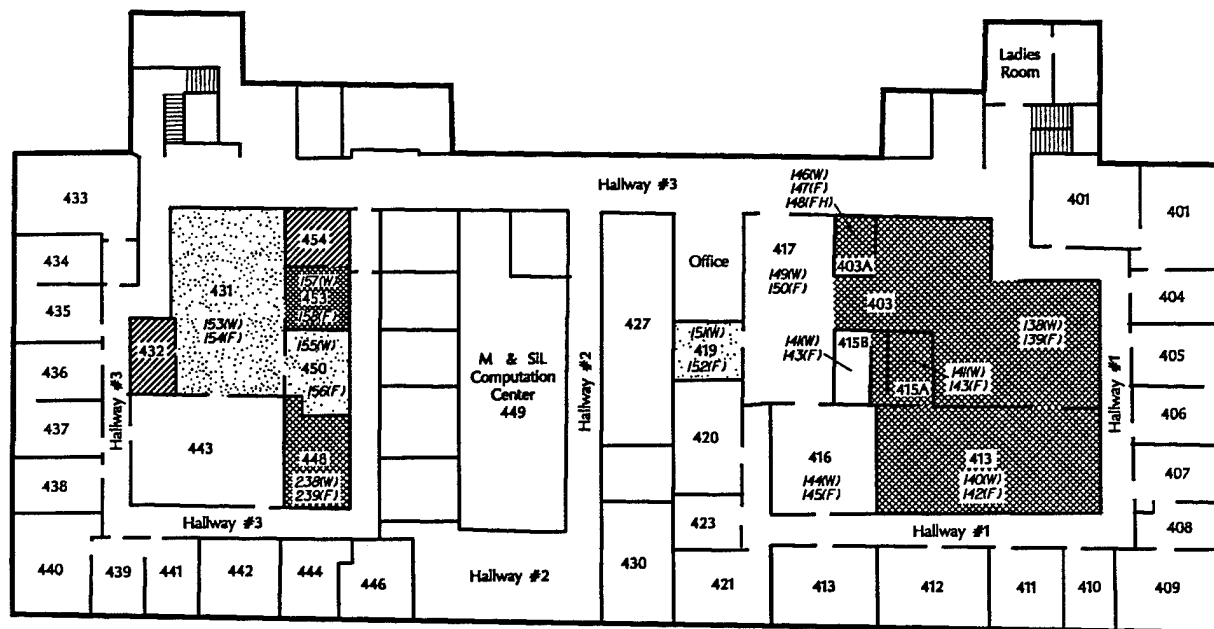 Ladies
Room
433
434
435
436
437
438
440
439
441
442
444
446
Hallway #3
432
431
153(W)
154(F)
454
157(W)
453
158(F)
155(W)
450
156(F)
443
448
238(W)
239(F)
Hallway #3
Hallway #3
M & SiL
Computation
Center
449
Hallway #2
Hallway #2
427
430
Office
151(W)
419
152(F)
420
423
421
417
149(W)
150(F)
146(W)
147(F)
148(FH)
403A
403
138(W)
139(F)
141(W)
143(F)
415B
415A
141(W)
143(F)
416
144(W)
145(F)
413
140(W)
142(F)
Hallway #1
Hallway #1
401
401
404
405
406
407
408
413
412
411
410
409